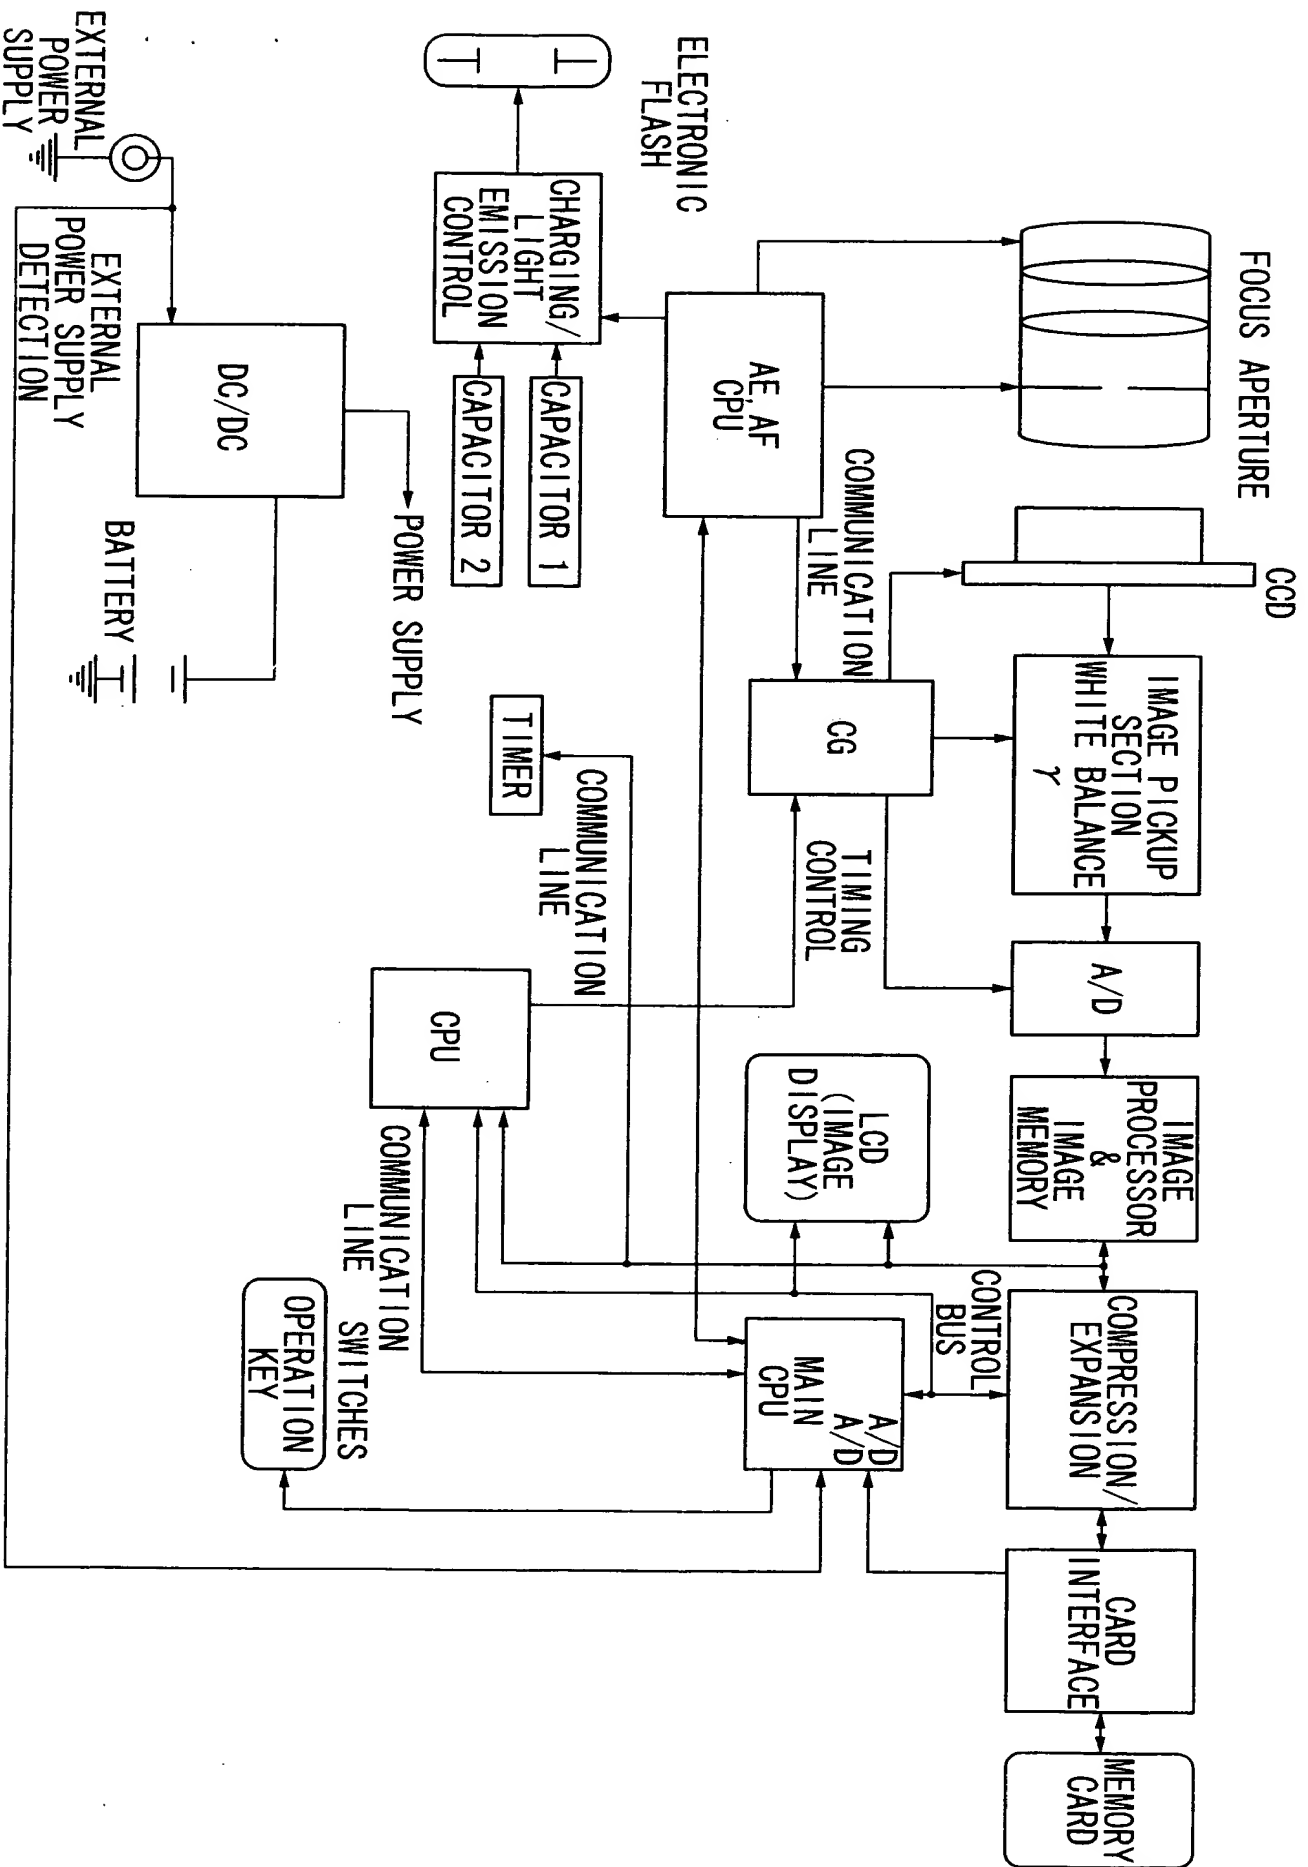 FOCUS APERTURE
CCD
IMAGE PICKUP
SECTION
WHITE BALANCE
γ
A/D
IMAGE
PROCESSOR
&
IMAGE
MEMORY
COMPRESSION/
EXPANSION
CARD
INTERFACE
MEMORY
CARD
ELECTRONIC
FLASH
CHARGING/
LIGHT
EMISSION
CONTROL
CAPACITOR 1
CAPACITOR 2
AE, AF
CPU
COMMUNICATION
LINE
CG
TIMING
CONTROL
LCD
(IMAGE
DISPLAY)
CONTROL
BUS
A/D
A/D
MAIN
CPU
TIMER
COMMUNICATION
LINE
CPU
COMMUNICATION
LINE
SWITCHES
OPERATION
KEY
EXTERNAL
POWER
SUPPLY
EXTERNAL
POWER SUPPLY
DETECTION
DC/DC
POWER SUPPLY
BATTERY